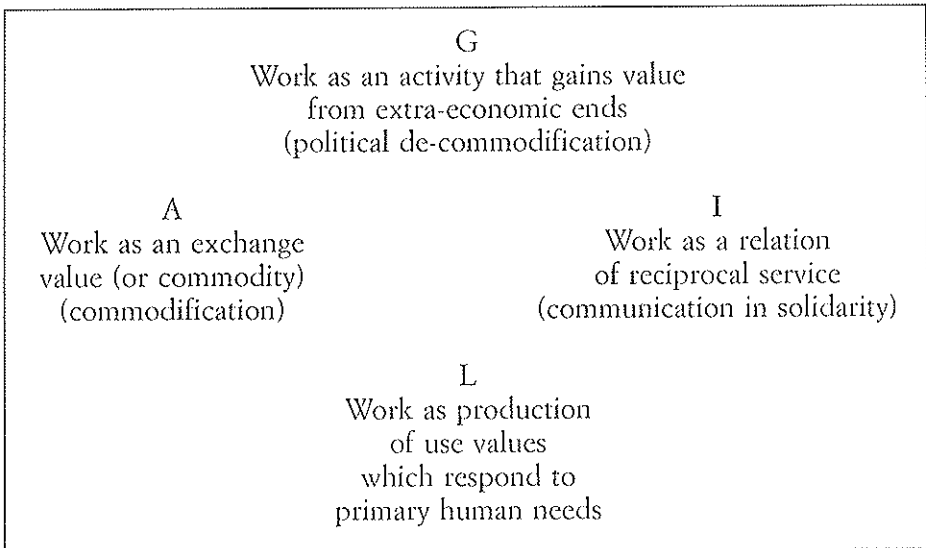 G
Work as an activity that gains value
from extra-economic ends
(political de-commodification)
A
Work as an exchange
value (or commodity)
(commodification)
I
Work as a relation
of reciprocal service
(communication in solidarity)
L
Work as production
of use values
which respond to
primary human needs